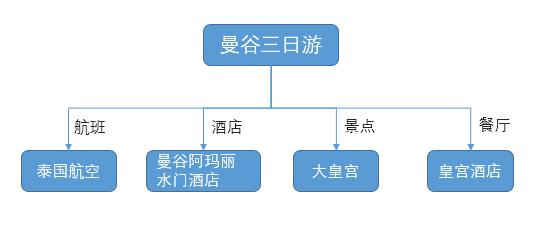 曼谷三日游
航班
酒店
景点
餐厅
泰国航空
曼谷阿玛丽
水门酒店
大皇宫
皇宫酒店